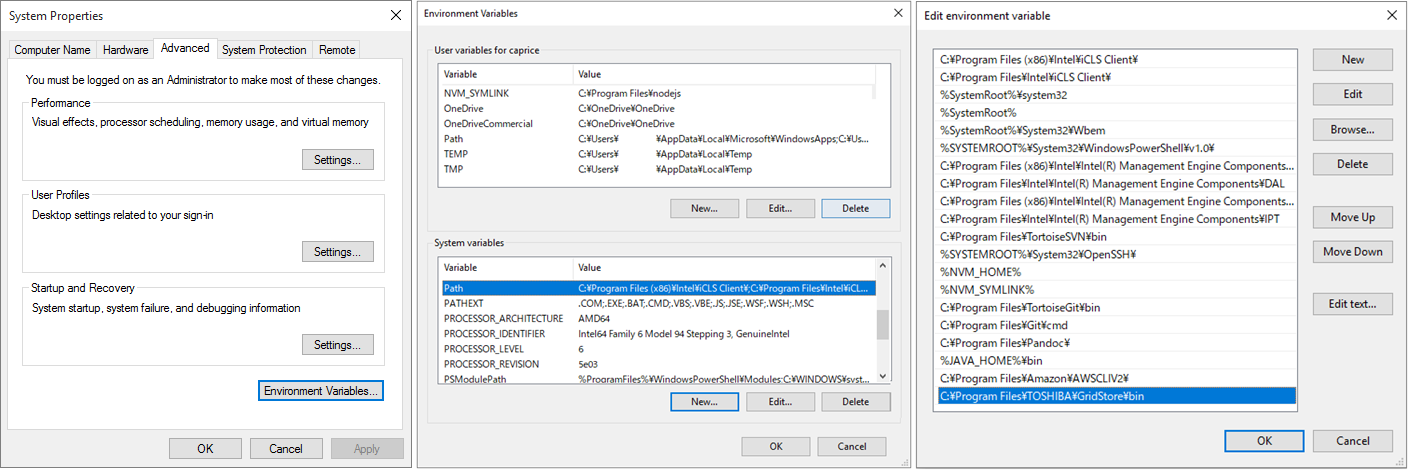 System Properties
Computer Name Hardware Advanced System Protection Remote
You must be logged on as an Administrator to make most of these changes.
Performance
Visual effects, processor scheduling, memory usage, and virtual memory
Settings...
User Profiles
Desktop settings related to your sign-in
Settings...
Startup and Recovery
System startup, system failure, and debugging information
Settings...
Environment Variables...
OK Cancel Apply
Environment Variables
User variables for caprice
Variable Value
NVM_SYMLINK C:¥Program Files¥nodejs
OneDrive C:¥OneDrive¥OneDrive
OneDriveCommercial C:¥OneDrive¥OneDrive
Path C:¥Users¥ ¥AppData¥Local¥Microsoft¥WindowsApps;C:¥Us...
TEMP C:¥Users¥ ¥AppData¥Local¥Temp
TMP C:¥Users¥ ¥AppData¥Local¥Temp
New... Edit... Delete
System variables
Variable Value
Path C:¥Program Files (x86)¥Intel¥iCLS Client¥;C:¥Program Files¥Intel¥iCL...
PATHEXT .COM;.EXE;.BAT;.CMD;.VBS;.VBE;.JS;.JSE;.WSF;.WSH;.MSC
PROCESSOR_ARCHITECTURE AMD64
PROCESSOR_IDENTIFIER Intel64 Family 6 Model 94 Stepping 3, GenuineIntel
PROCESSOR_LEVEL 6
PROCESSOR_REVISION 5e03
PSModulePath %ProgramFiles%¥WindowsPowerShell¥Modules;C:¥WINDOWS¥syst...
New... Edit... Delete
OK Cancel
Edit environment variable
C:¥Program Files (x86)¥Intel¥iCLS Client¥
C:¥Program Files¥Intel¥iCLS Client¥
%SystemRoot%¥system32
%SystemRoot%
%SystemRoot%¥System32¥Wbem
%SYSTEMROOT%¥System32¥WindowsPowerShell¥v1.0¥
C:¥Program Files (x86)¥Intel¥Intel(R) Management Engine Components...
C:¥Program Files¥Intel¥Intel(R) Management Engine Components¥DAL
C:¥Program Files (x86)¥Intel¥Intel(R) Management Engine Components...
C:¥Program Files¥Intel¥Intel(R) Management Engine Components¥IPT
C:¥Program Files¥TortoiseSVN¥bin
%SYSTEMROOT%¥System32¥OpenSSH¥
%NVM_HOME%
%NVM_SYMLINK%
C:¥Program Files¥TortoiseGit¥bin
C:¥Program Files¥Git¥cmd
C:¥Program Files¥Pandoc¥
%JAVA_HOME%¥bin
C:¥Program Files¥Amazon¥AWSCLIV2¥
C:¥Program Files¥TOSHIBA¥GridStore¥bin
New
Edit
Browse...
Delete
Move Up
Move Down
Edit text...
OK Cancel